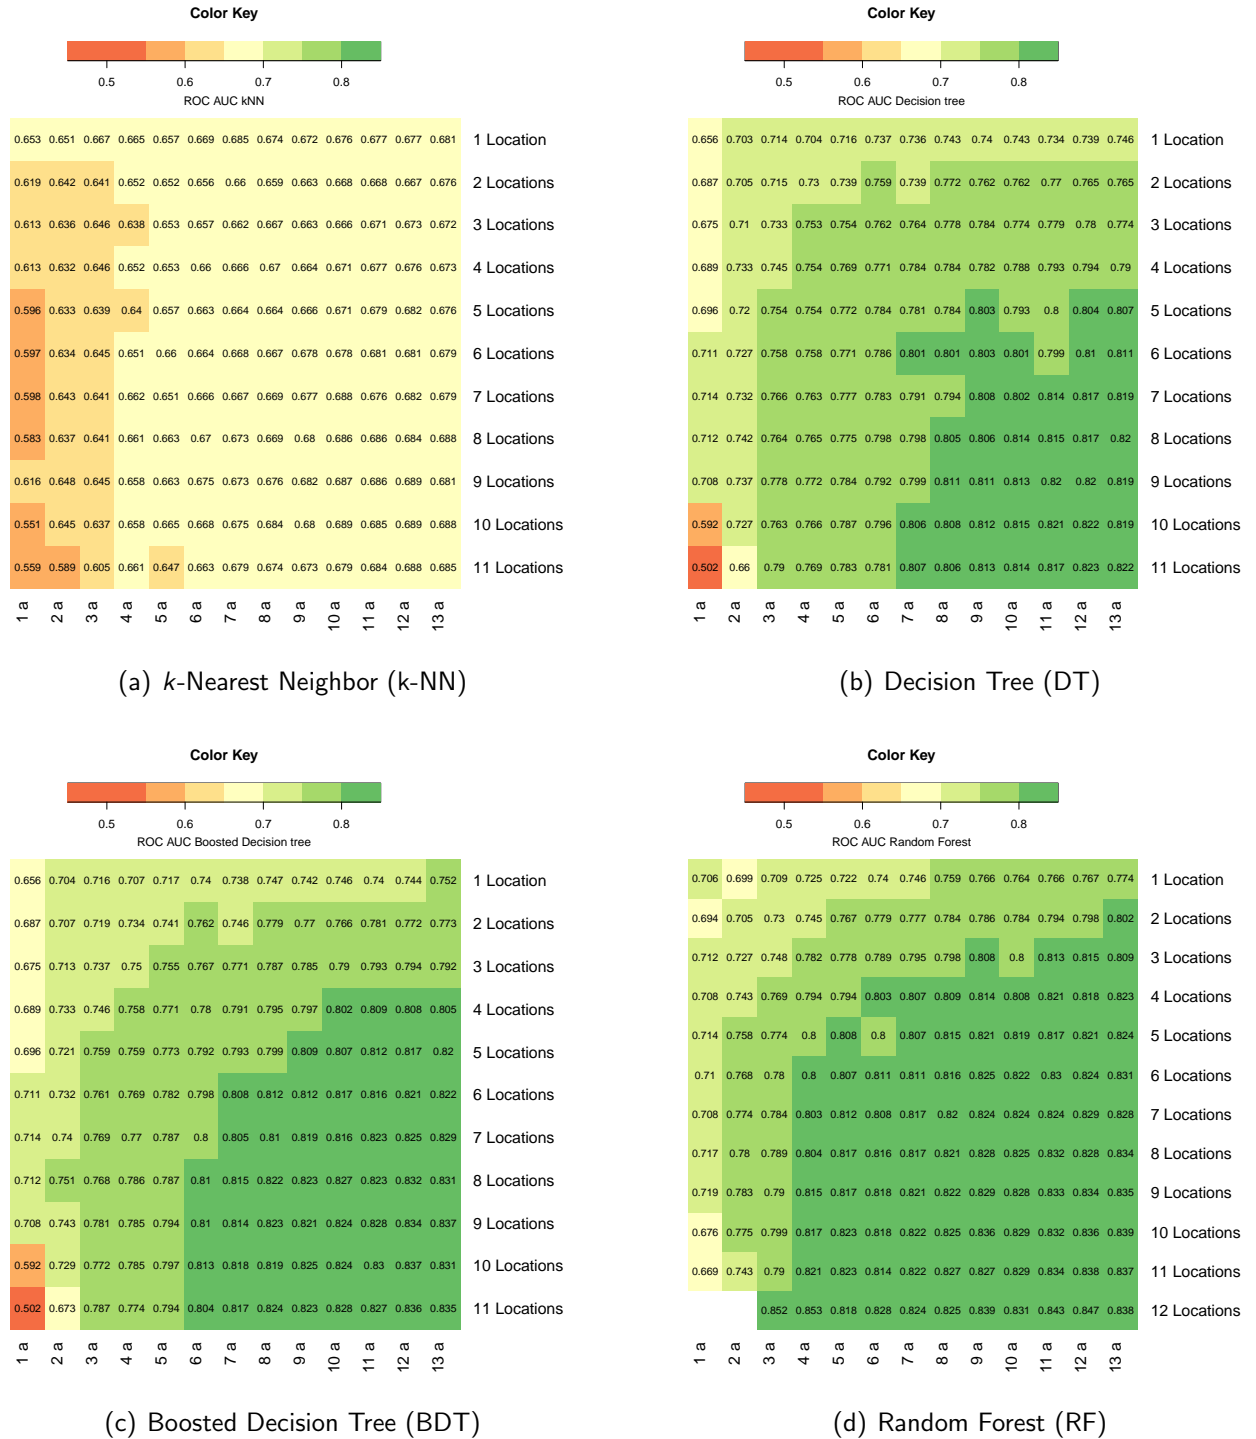 Color Key
0.5 0.6 0.7 0.8
ROC AUC kNN
0.653 0.651 0.667 0.665 0.657 0.669 0.685 0.674 0.672 0.676 0.677 0.677 0.681 1 Location
0.619 0.642 0.641 0.652 0.652 0.656 0.66 0.659 0.663 0.668 0.668 0.667 0.676 2 Locations
0.613 0.636 0.646 0.638 0.653 0.657 0.662 0.667 0.663 0.666 0.671 0.673 0.672 3 Locations
0.613 0.632 0.646 0.652 0.653 0.66 0.666 0.67 0.664 0.671 0.677 0.676 0.673 4 Locations
0.596 0.633 0.639 0.64 0.657 0.663 0.664 0.664 0.666 0.671 0.679 0.682 0.676 5 Locations
0.597 0.634 0.645 0.651 0.66 0.664 0.668 0.667 0.678 0.678 0.681 0.681 0.679 6 Locations
0.598 0.643 0.641 0.662 0.651 0.666 0.667 0.669 0.677 0.688 0.676 0.682 0.679 7 Locations
0.583 0.637 0.641 0.661 0.663 0.67 0.673 0.669 0.68 0.686 0.686 0.684 0.688 8 Locations
0.616 0.648 0.645 0.658 0.663 0.675 0.673 0.676 0.682 0.687 0.686 0.689 0.681 9 Locations
0.551 0.645 0.637 0.658 0.665 0.668 0.675 0.684 0.68 0.689 0.685 0.689 0.688 10 Locations
0.559 0.589 0.605 0.661 0.647 0.663 0.679 0.674 0.674 0.679 0.684 0.688 0.685 11 Locations
1 a 2 a 3 a 4 a 5 a 6 a 7 a 8 a 9 a 10 a 11 a 12 a 13 a
(a) k-Nearest Neighbor (k-NN)
Color Key
0.5 0.6 0.7 0.8
ROC AUC Decision tree
0.656 0.703 0.714 0.704 0.716 0.737 0.736 0.743 0.74 0.743 0.734 0.739 0.746 1 Location
0.687 0.705 0.715 0.73 0.739 0.759 0.739 0.772 0.762 0.762 0.77 0.765 0.765 2 Locations
0.675 0.71 0.733 0.753 0.754 0.762 0.764 0.778 0.784 0.774 0.779 0.78 0.774 3 Locations
0.689 0.733 0.745 0.754 0.769 0.771 0.784 0.784 0.782 0.788 0.793 0.794 0.79 4 Locations
0.696 0.72 0.754 0.754 0.772 0.784 0.781 0.784 0.803 0.793 0.8 0.804 0.807 5 Locations
0.711 0.727 0.758 0.758 0.771 0.786 0.801 0.801 0.803 0.801 0.799 0.81 0.811 6 Locations
0.714 0.732 0.766 0.763 0.777 0.783 0.791 0.794 0.808 0.802 0.814 0.817 0.819 7 Locations
0.712 0.742 0.764 0.765 0.775 0.798 0.798 0.805 0.806 0.814 0.815 0.817 0.82 8 Locations
0.708 0.737 0.778 0.772 0.784 0.792 0.799 0.811 0.811 0.813 0.82 0.82 0.819 9 Locations
0.592 0.727 0.763 0.766 0.787 0.796 0.806 0.808 0.812 0.815 0.821 0.822 0.819 10 Locations
0.502 0.66 0.79 0.769 0.783 0.781 0.807 0.806 0.813 0.814 0.817 0.823 0.822 11 Locations
1 a 2 a 3 a 4 a 5 a 6 a 7 a 8 a 9 a 10 a 11 a 12 a 13 a
(b) Decision Tree (DT)
Color Key
0.5 0.6 0.7 0.8
ROC AUC Boosted Decision tree
0.656 0.704 0.716 0.707 0.717 0.74 0.738 0.747 0.742 0.746 0.74 0.744 0.752 1 Location
0.687 0.707 0.719 0.734 0.741 0.762 0.746 0.779 0.77 0.766 0.781 0.772 0.773 2 Locations
0.675 0.713 0.737 0.75 0.755 0.767 0.771 0.787 0.785 0.79 0.793 0.794 0.792 3 Locations
0.689 0.733 0.746 0.758 0.771 0.78 0.791 0.795 0.797 0.802 0.809 0.808 0.805 4 Locations
0.696 0.721 0.759 0.759 0.773 0.792 0.793 0.799 0.809 0.807 0.812 0.817 0.82 5 Locations
0.711 0.732 0.761 0.769 0.782 0.798 0.808 0.812 0.812 0.817 0.816 0.821 0.822 6 Locations
0.714 0.74 0.769 0.77 0.787 0.8 0.805 0.81 0.819 0.816 0.823 0.825 0.829 7 Locations
0.712 0.751 0.768 0.786 0.787 0.81 0.815 0.822 0.823 0.827 0.823 0.832 0.831 8 Locations
0.708 0.743 0.781 0.785 0.794 0.81 0.814 0.823 0.821 0.824 0.828 0.834 0.837 9 Locations
0.592 0.729 0.772 0.785 0.797 0.813 0.818 0.819 0.825 0.824 0.83 0.837 0.831 10 Locations
0.502 0.673 0.787 0.774 0.794 0.804 0.817 0.824 0.823 0.828 0.827 0.836 0.835 11 Locations
1 a 2 a 3 a 4 a 5 a 6 a 7 a 8 a 9 a 10 a 11 a 12 a 13 a
(c) Boosted Decision Tree (BDT)
Color Key
0.5 0.6 0.7 0.8
ROC AUC Random Forest
0.706 0.699 0.709 0.725 0.722 0.74 0.746 0.759 0.766 0.764 0.766 0.767 0.774 1 Location
0.694 0.705 0.73 0.745 0.767 0.779 0.777 0.784 0.786 0.784 0.794 0.798 0.802 2 Locations
0.712 0.727 0.748 0.782 0.778 0.789 0.795 0.798 0.808 0.8 0.813 0.815 0.809 3 Locations
0.708 0.743 0.769 0.794 0.794 0.803 0.807 0.809 0.814 0.808 0.821 0.818 0.823 4 Locations
0.714 0.758 0.774 0.8 0.808 0.8 0.807 0.815 0.821 0.819 0.817 0.821 0.824 5 Locations
0.71 0.768 0.78 0.8 0.807 0.811 0.811 0.816 0.825 0.822 0.83 0.824 0.831 6 Locations
0.708 0.774 0.784 0.803 0.812 0.808 0.817 0.82 0.824 0.824 0.824 0.829 0.828 7 Locations
0.717 0.78 0.789 0.804 0.817 0.816 0.817 0.821 0.828 0.825 0.832 0.828 0.834 8 Locations
0.719 0.783 0.79 0.815 0.817 0.818 0.821 0.822 0.829 0.828 0.833 0.834 0.835 9 Locations
0.676 0.775 0.799 0.817 0.823 0.818 0.822 0.825 0.836 0.829 0.832 0.836 0.839 10 Locations
0.669 0.743 0.79 0.821 0.823 0.814 0.822 0.827 0.827 0.829 0.834 0.838 0.837 11 Locations
0.852 0.853 0.818 0.828 0.824 0.825 0.839 0.831 0.843 0.847 0.838 12 Locations
1 a 2 a 3 a 4 a 5 a 6 a 7 a 8 a 9 a 10 a 11 a 12 a 13 a
(d) Random Forest (RF)